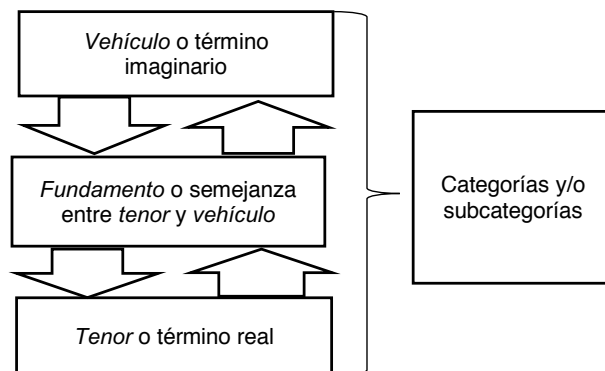 Vehículo o término
imaginario
Fundamento o semejanza
entre tenor y vehículo
Tenor o término real
Categorías y/o
subcategorías